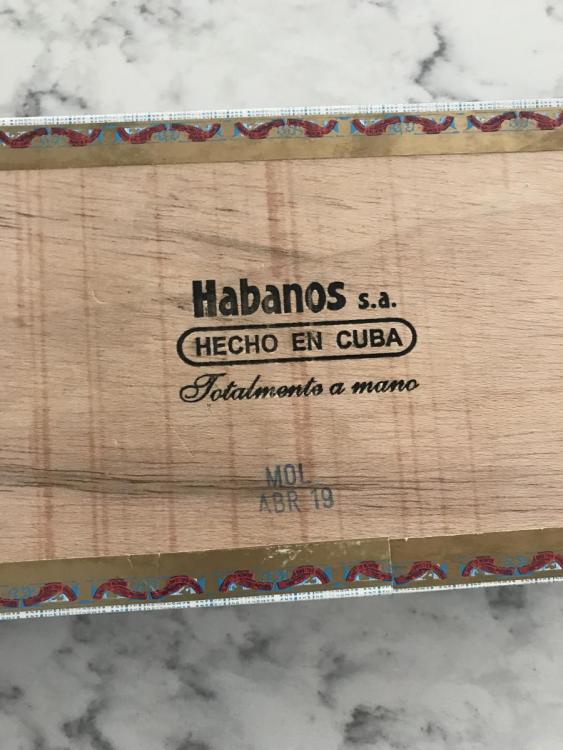 Habanos s.a.
HECHO EN CUBA
Totalmente a mano
MOL
ABR 19